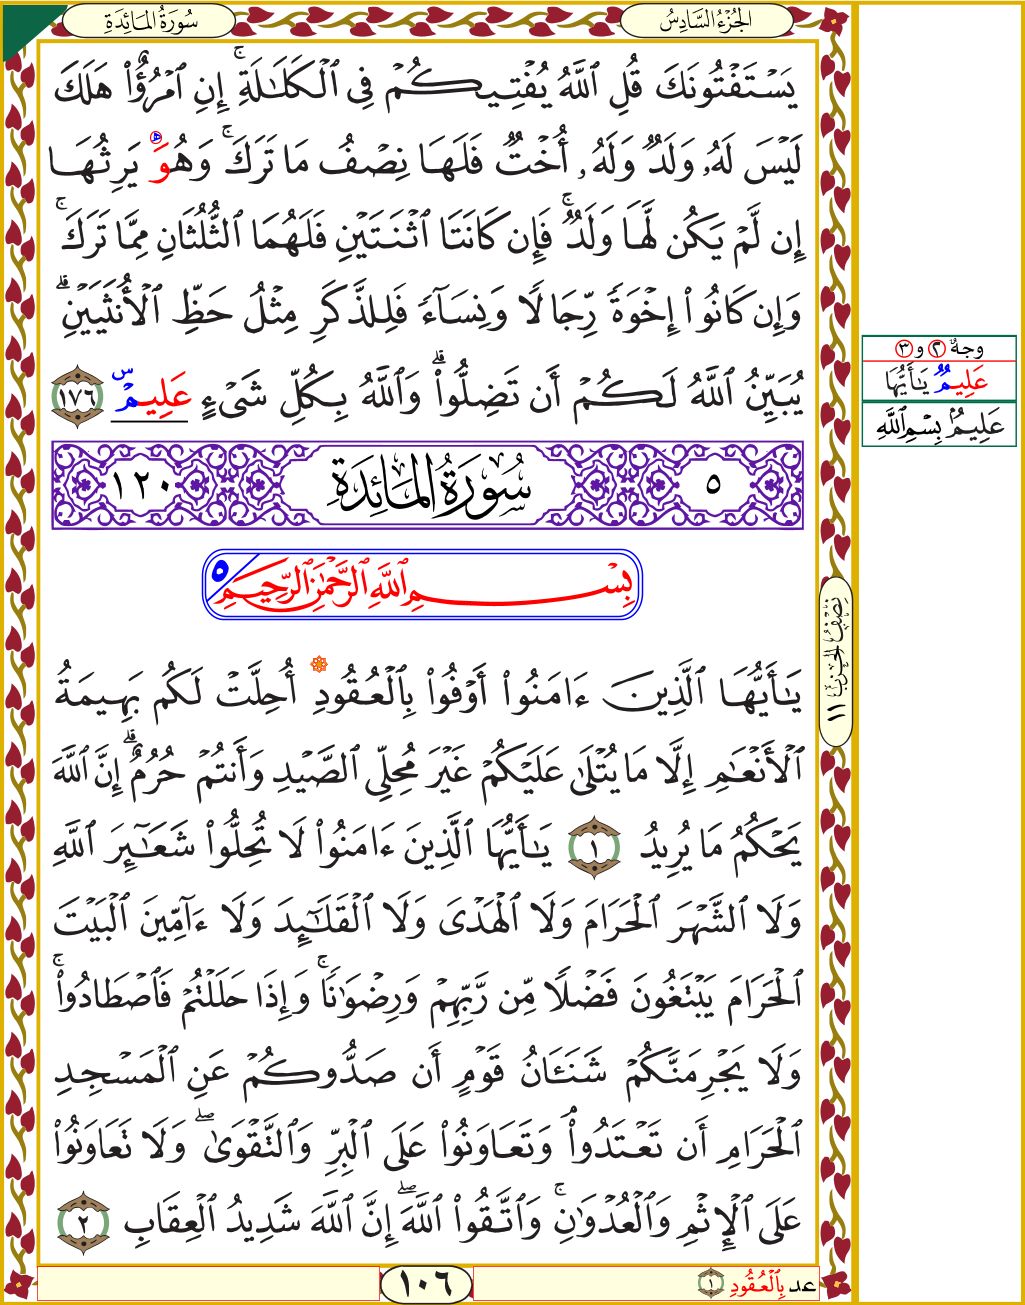 سُورَةُ المَائِدَةِ
الجُزْءُ السَّادِسُ
يَسْتَفْتُونَكَ قُلِ ٱللَّهُ يُفْتِيكُمْ فِى ٱلْكَلَـٰلَةِ ۚ إِنِ ٱمْرُؤٌا۟ هَلَكَ
لَيْسَ لَهُۥ وَلَدٌ وَلَهُۥٓ أُخْتٌ فَلَهَا نِصْفُ مَا تَرَكَ ۚ وَهُوَ يَرِثُهَا
إِن لَّمْ يَكُن لَّهَا وَلَدٌ ۚ فَإِن كَانَتَا ٱثْنَتَيْنِ فَلَهُمَا ٱلثُّلُثَانِ مِمَّا تَرَكَ ۚ
وَإِن كَانُوٓا۟ إِخْوَةً رِّجَالًا وَنِسَآءً فَلِلذَّكَرِ مِثْلُ حَظِّ ٱلْأُنثَيَيْنِ ۗ
يُبَيِّنُ ٱللَّهُ لَكُمْ أَن تَضِلُّوا۟ ۗ وَٱللَّهُ بِكُلِّ شَىْءٍ عَلِيمٌۢ س ١٧٦
٥ سُورَةُ المَائِدَةِ ١٢٠
بِسْمِ ٱللَّهِ ٱلرَّحْمَـٰنِ ٱلرَّحِيمِ ٥
يَـٰٓأَيُّهَا ٱلَّذِينَ ءَامَنُوٓا۟ أَوْفُوا۟ بِٱلْعُقُودِ أُحِلَّتْ لَكُم بَهِيمَةُ
ٱلْأَنْعَـٰمِ إِلَّا مَا يُتْلَىٰ عَلَيْكُمْ غَيْرَ مُحِلِّى ٱلصَّيْدِ وَأَنتُمْ حُرُمٌ ۗ إِنَّ ٱللَّهَ
يَحْكُمُ مَا يُرِيدُ ١ يَـٰٓأَيُّهَا ٱلَّذِينَ ءَامَنُوا۟ لَا تُحِلُّوا۟ شَعَـٰٓئِرَ ٱللَّهِ
وَلَا ٱلشَّهْرَ ٱلْحَرَامَ وَلَا ٱلْهَدْىَ وَلَا ٱلْقَلَـٰٓئِدَ وَلَآ ءَآمِّينَ ٱلْبَيْتَ
ٱلْحَرَامَ يَبْتَغُونَ فَضْلًا مِّن رَّبِّهِمْ وَرِضْوَٰنًا ۚ وَإِذَا حَلَلْتُمْ فَٱصْطَادُوا۟ ۚ
وَلَا يَجْرِمَنَّكُمْ شَنَـَٔانُ قَوْمٍ أَن صَدُّوكُمْ عَنِ ٱلْمَسْجِدِ
ٱلْحَرَامِ أَن تَعْتَدُوا۟ ۘ وَتَعَاوَنُوا۟ عَلَى ٱلْبِرِّ وَٱلتَّقْوَىٰ ۖ وَلَا تَعَاوَنُوا۟
عَلَى ٱلْإِثْمِ وَٱلْعُدْوَٰنِ ۚ وَٱتَّقُوا۟ ٱللَّهَ ۖ إِنَّ ٱللَّهَ شَدِيدُ ٱلْعِقَابِ ٢
وجهٌ ٢ و ٣
عَلِيمٌ يَـٰٓأَيُّهَا
عَلِيمٌۢ بِسْمِ ٱللَّهِ
نِصْفُ الحِزْبِ ١١
عد بِٱلْعُقُودِ ١
١٠٦